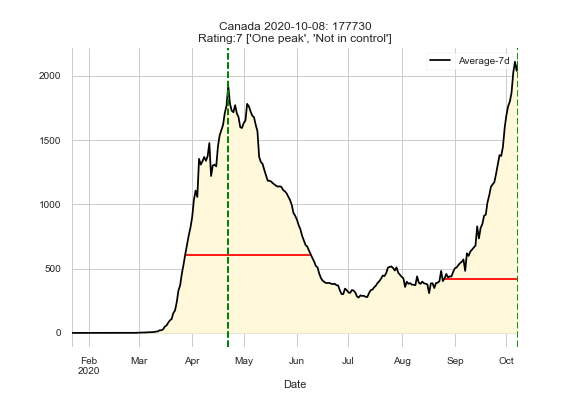 Canada 2020-10-08: 177730
Rating:7 ['One peak', 'Not in control']
Average-7d
2000
1500
1000
500
0
Feb Mar Apr May Jun Jul Aug Sep Oct
2020
Date